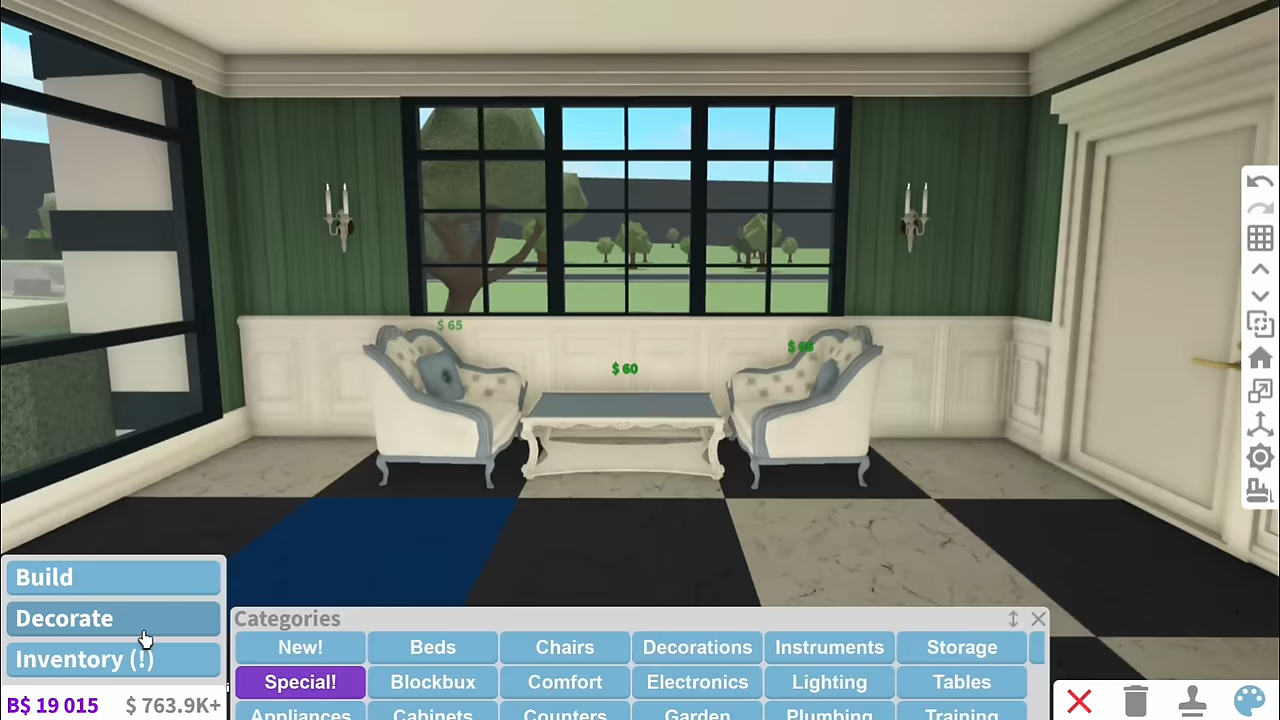 $ 65
$ 60
Build
Decorate
Inventory (!)
B$ 19 015
$ 763.9K+
Categories
New!
Beds
Chairs
Decorations
Instruments
Storage
Special!
Blockbux
Comfort
Electronics
Lighting
Tables
Appliances
Cabinets
Counters
Garden
Plumbing
Training